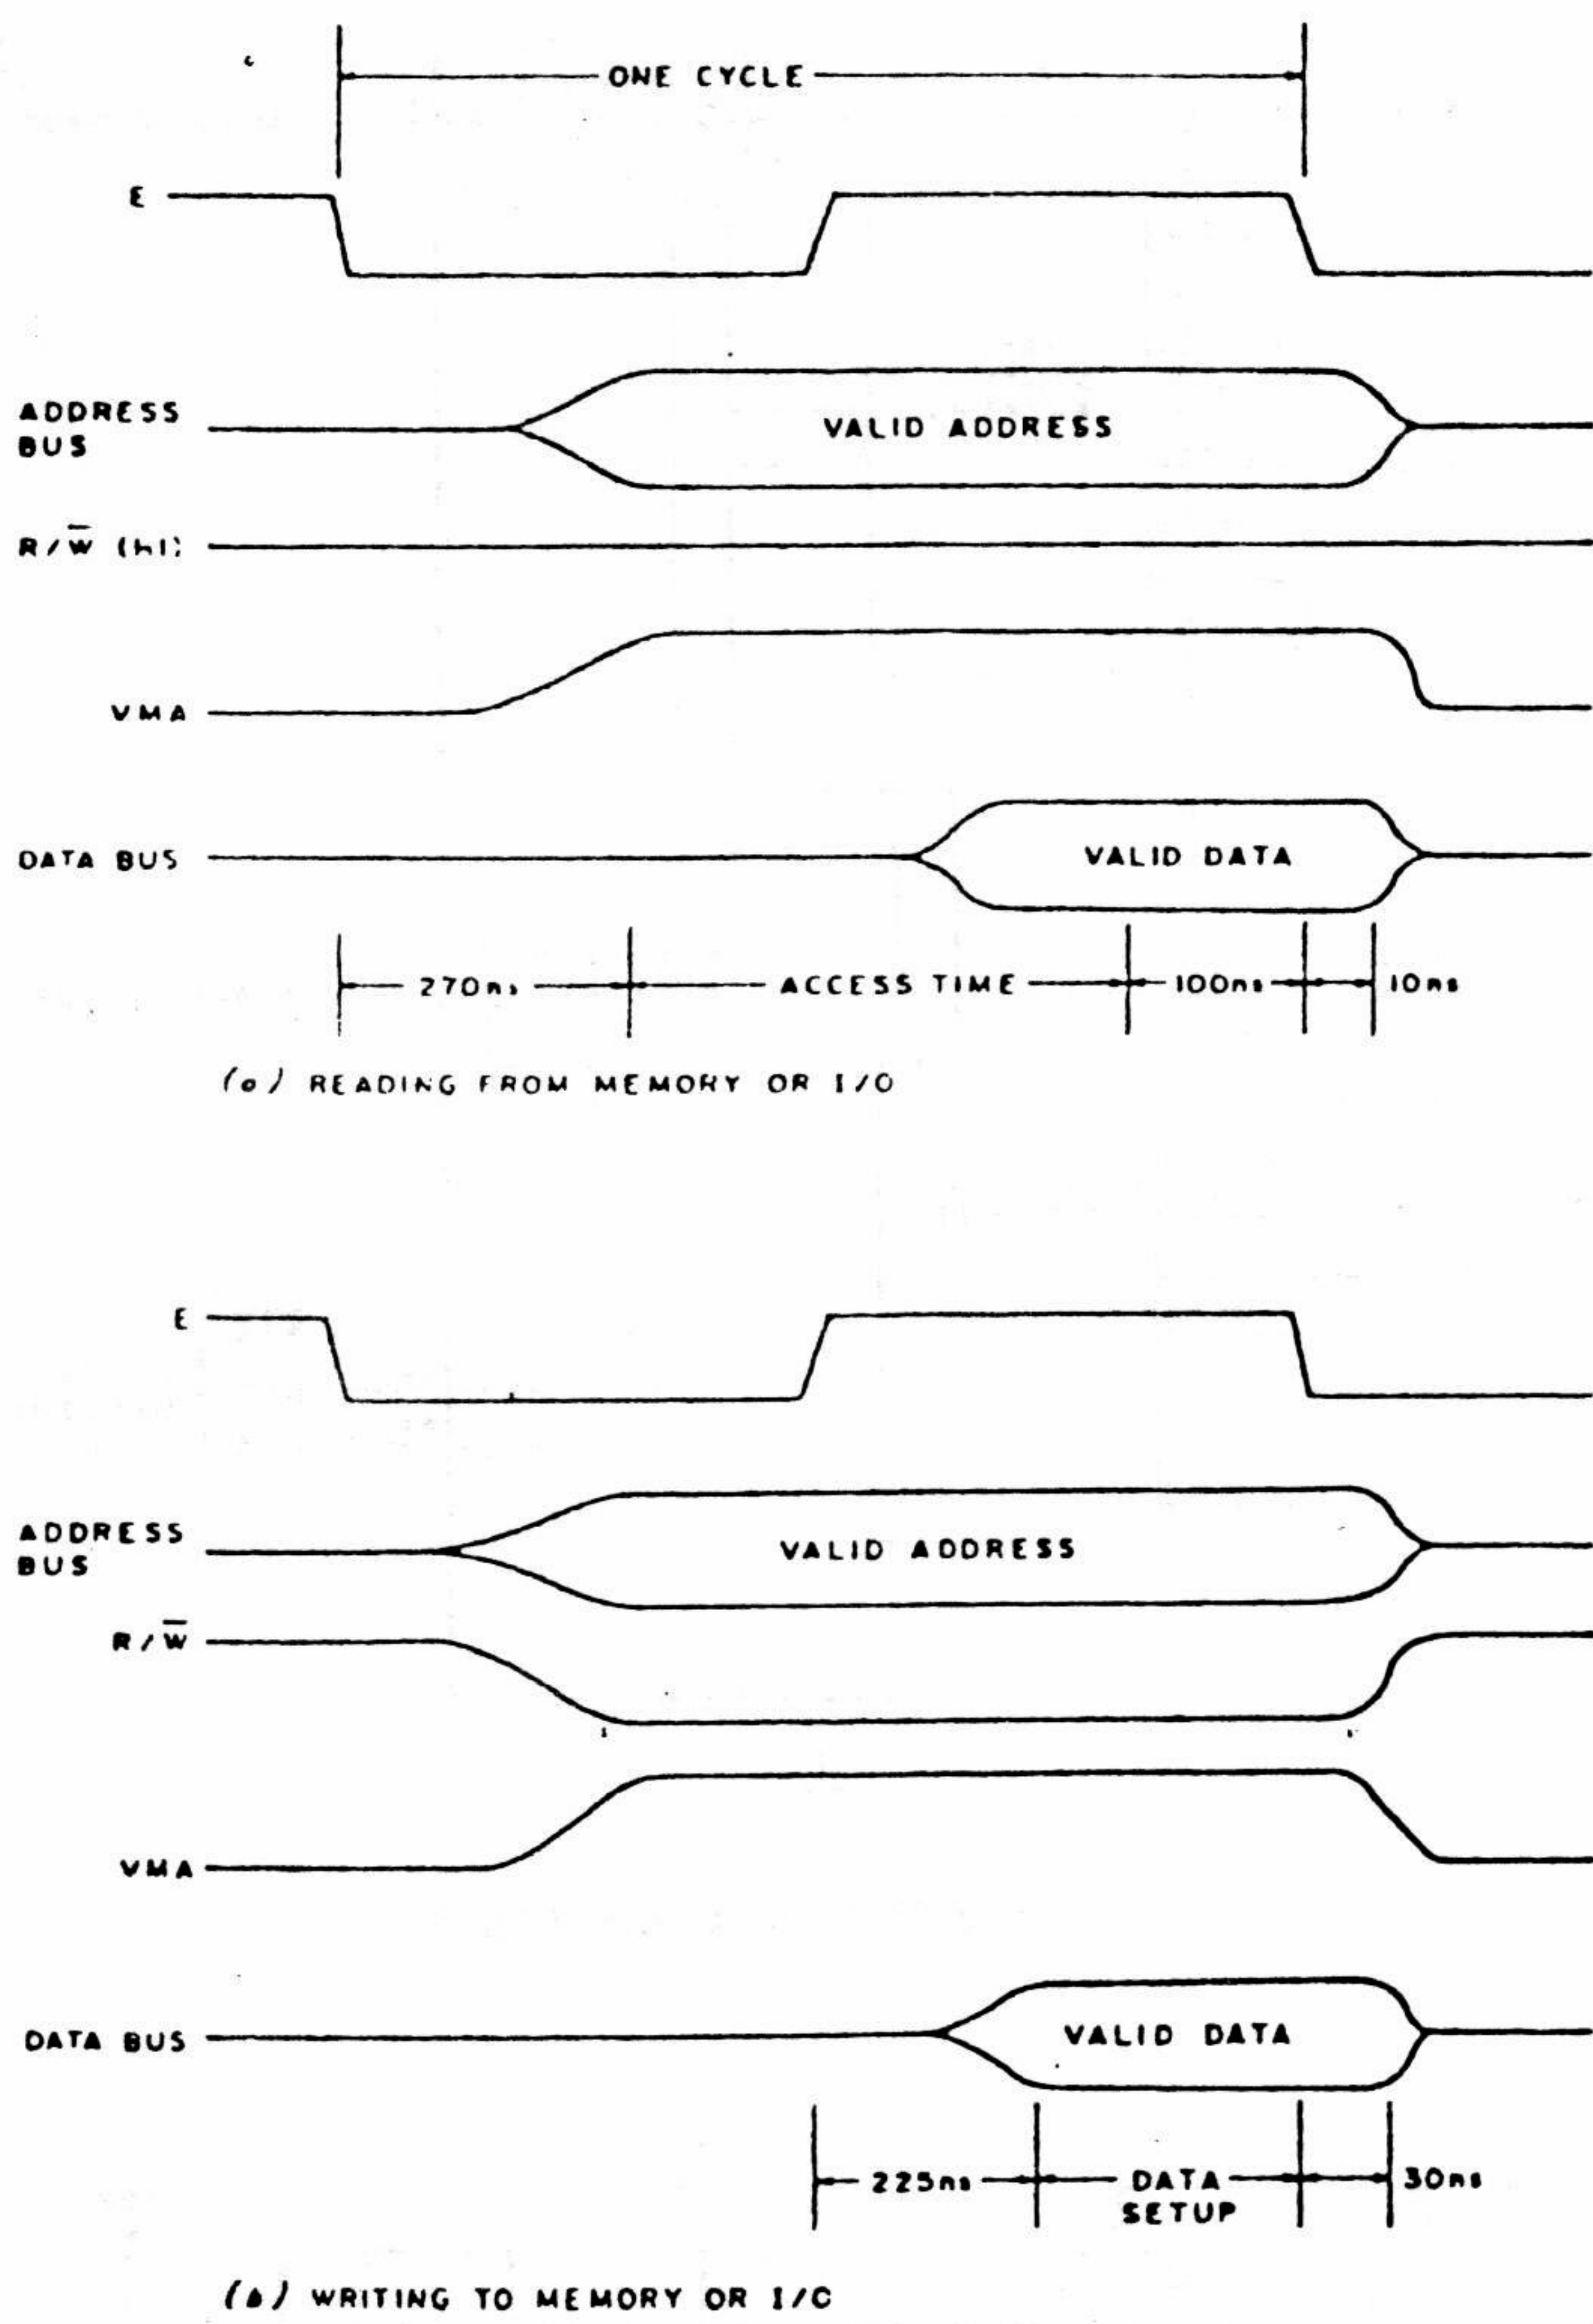 ONE CYCLE
E
ADDRESS
BUS
VALID ADDRESS
R/W̅ (hi)
VMA
DATA BUS
VALID DATA
270ns
ACCESS TIME
100ns
10ns
(a) READING FROM MEMORY OR I/O
E
ADDRESS
BUS
VALID ADDRESS
R/W̅
VMA
DATA BUS
VALID DATA
225ns
DATA
SETUP
30ns
(b) WRITING TO MEMORY OR I/O